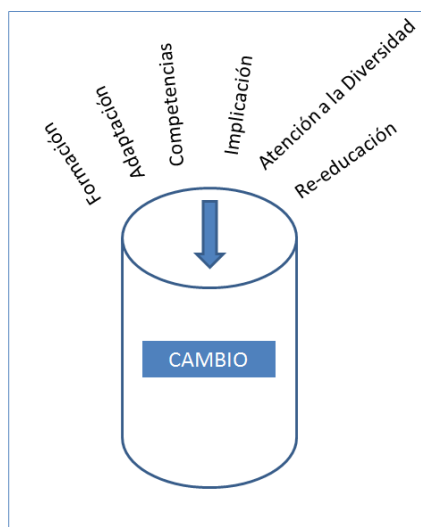 Formación
Adaptación
Competencias
Implicación
Atención a la Diversidad
Re-educación
CAMBIO